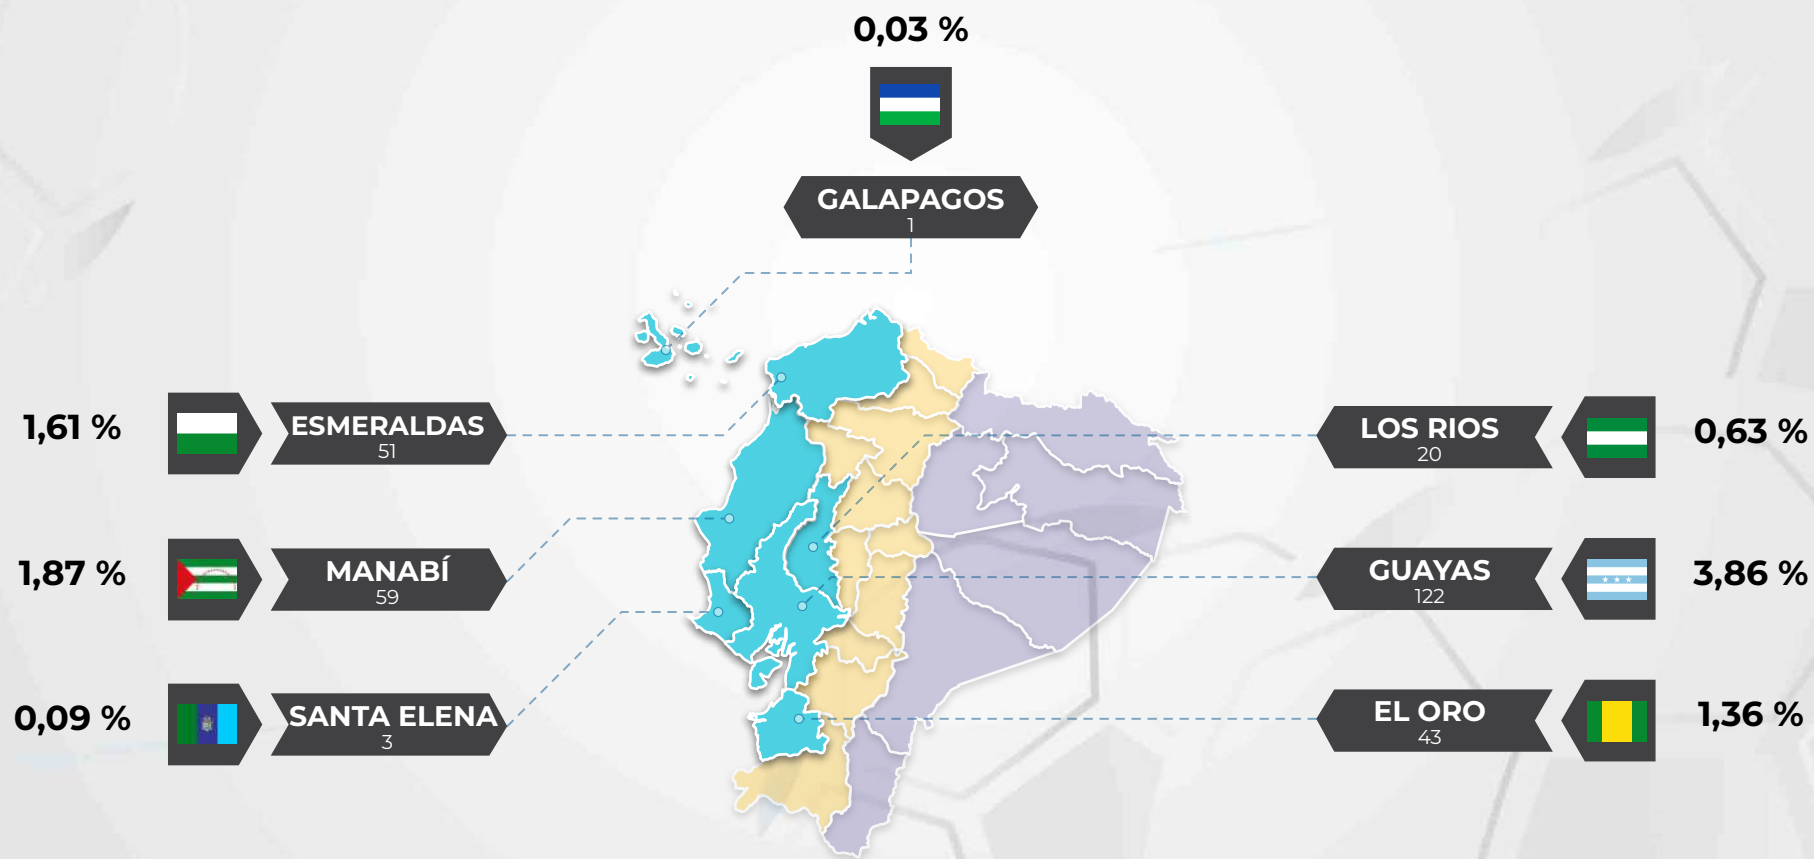 0,03 %
GALAPAGOS
1
1,61 %
ESMERALDAS
51
1,87 %
MANABÍ
59
0,09 %
SANTA ELENA
3
LOS RIOS
20
0,63 %
GUAYAS
122
3,86 %
EL ORO
43
1,36 %